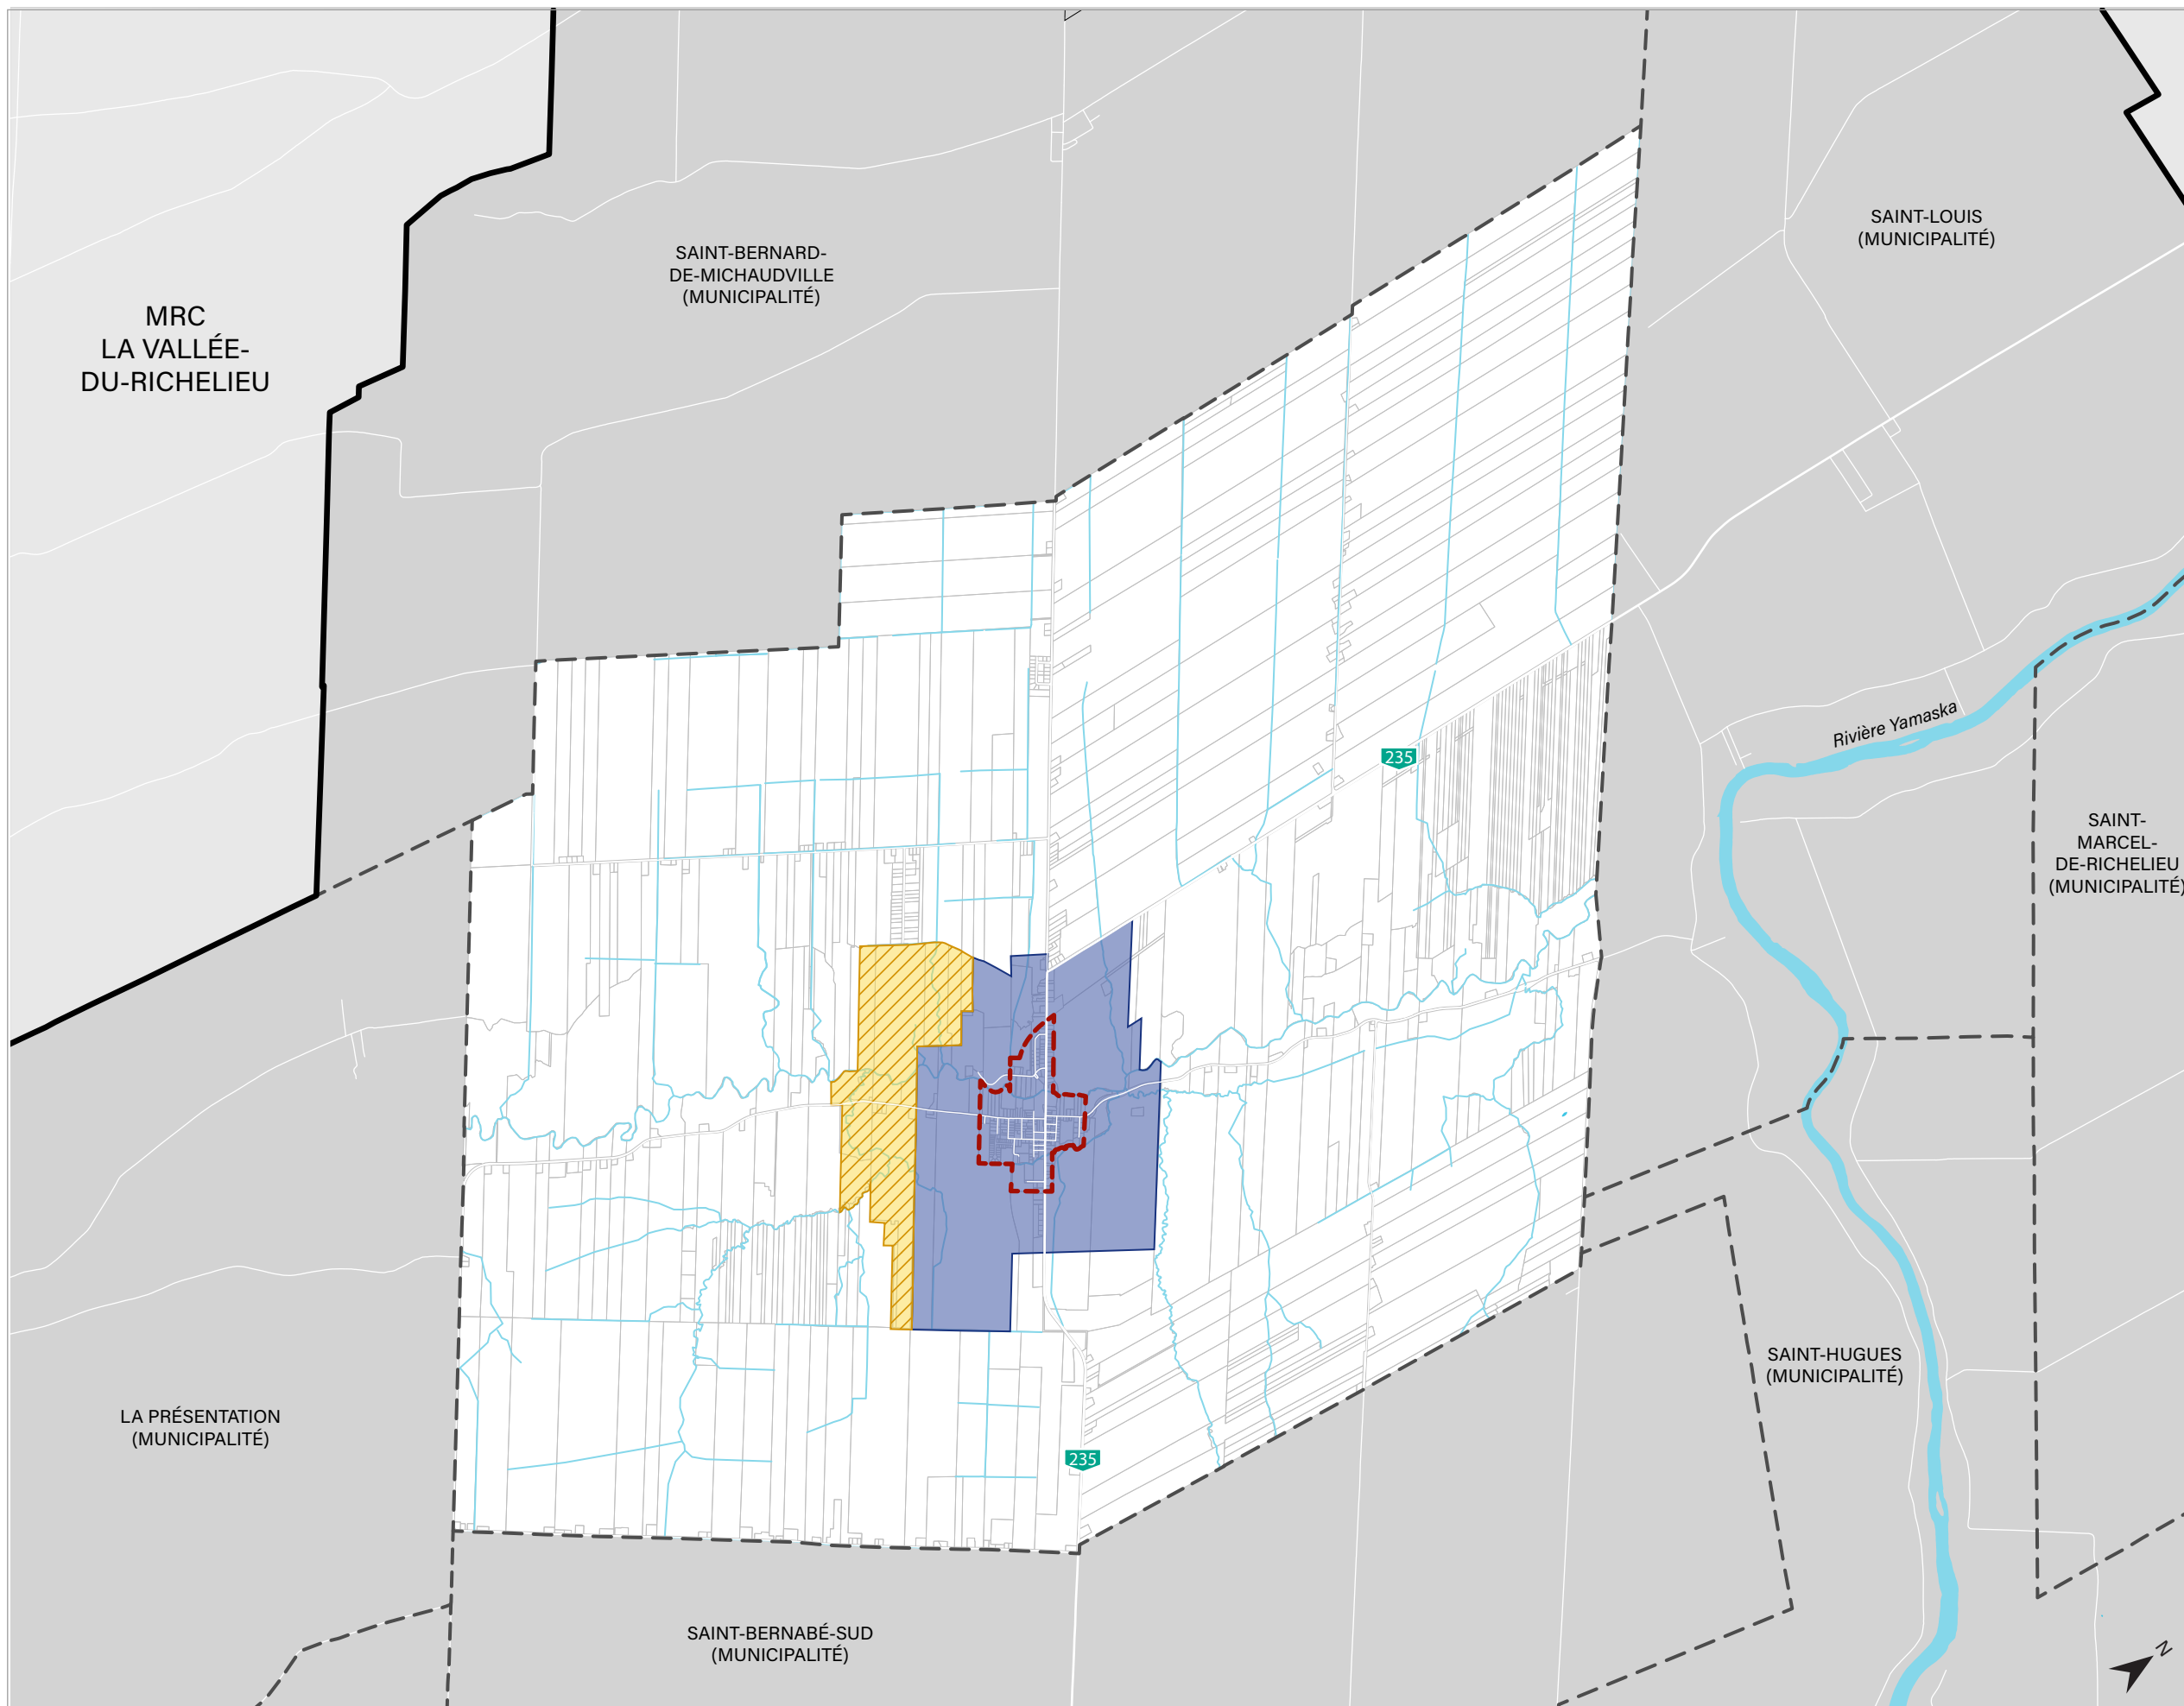 SAINT-LOUIS
(MUNICIPALITÉ)
SAINT-BERNARD-
DE-MICHAUDVILLE
(MUNICIPALITÉ)
MRC
LA VALLÉE-
DU-RICHELIEU
Rivière Yamaska
235
SAINT-
MARCEL-
DE-RICHELIEU
(MUNICIPALITÉ)
SAINT-HUGUES
(MUNICIPALITÉ)
LA PRÉSENTATION
(MUNICIPALITÉ)
235
SAINT-BERNABÉ-SUD
(MUNICIPALITÉ)
N